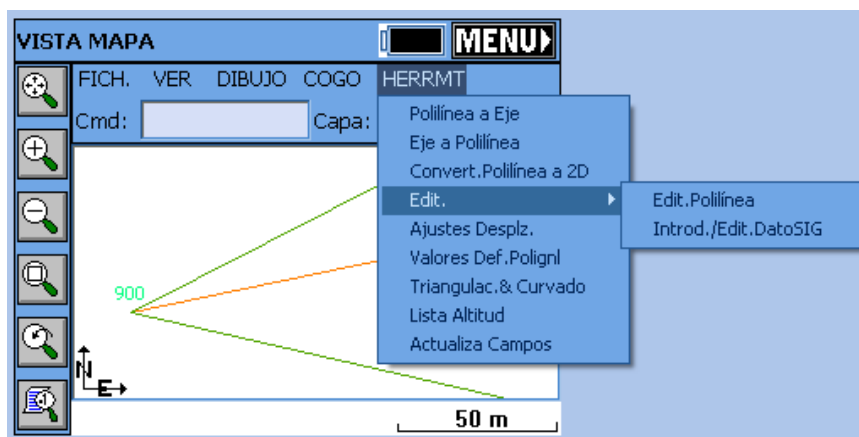 VISTA MAPA MENU
FICH. VER DIBUJO COGO HERRMT
Cmd: Capa:
Polilínea a Eje
Eje a Polilínea
Convert.Polilínea a 2D
Edit. Edit.Polilínea
Ajustes Desplz. Introd./Edit.DatoSIG
Valores Def.Polignl
Triangulac.& Curvado
Lista Altitud
Actualiza Campos
900
N
E
50 m